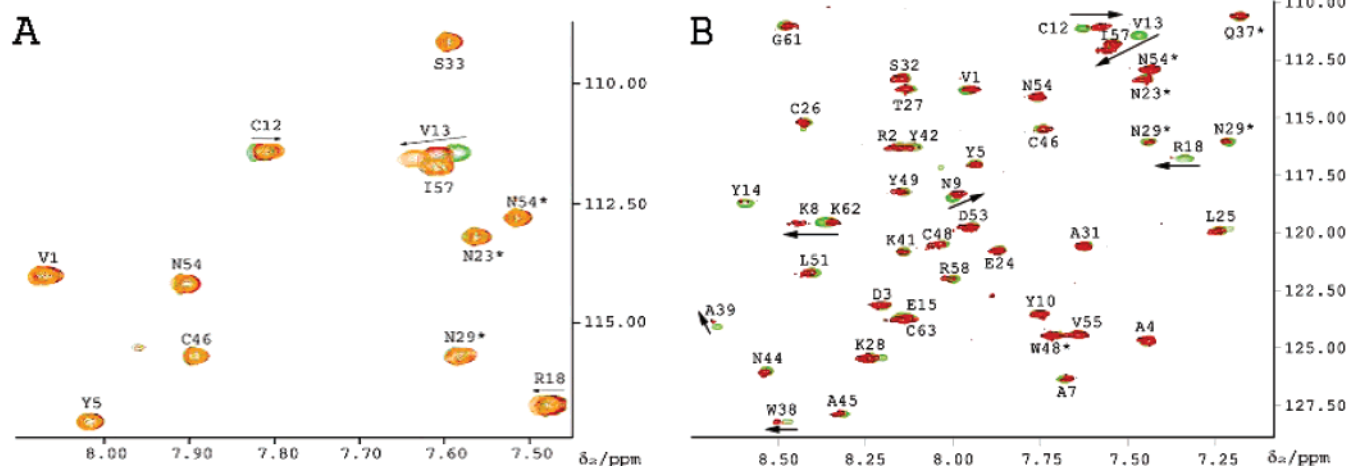 A
S33
110.00
C12
V13
I57
112.50
N54*
N23*
V1
N54
115.00
C46
N29*
R18
Y5
8.00 7.90 7.80 7.70 7.60 7.50 δ₂/ppm
B
110.00
G61
C12
V13
Q37*
I57
S32
N54*
112.50
T27
V1
N54
N23*
C26
C46
115.00
R2
Y42
N29*
N29*
R18
Y5
Y49
N9
117.50
Y14
K8
K62
D53
L25
K41
C48
E24
A31
120.00
L51
R58
D3
E15
C63
Y10
122.50
A39
V55
A4
K28
W48*
N44
A7
125.00
W38
A45
127.50
8.50 8.25 8.00 7.75 7.50 7.25 δ₂/ppm